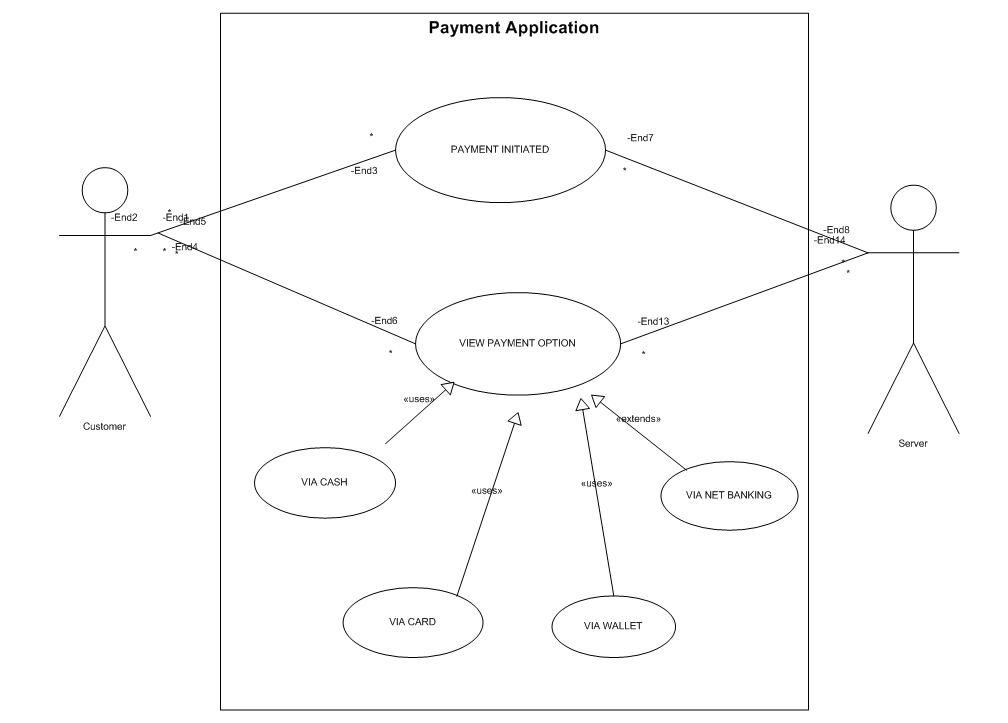 Payment Application
*
-End7
PAYMENT INITIATED
-End3
*
*
-End2
-End1
-End5
-End8
-End14
*
*
*
-End4
*
*
-End6
-End13
*
*
VIEW PAYMENT OPTION
«uses»
«extends»
Customer
Server
VIA CASH
«uses»
«uses»
VIA NET BANKING
VIA CARD
VIA WALLET